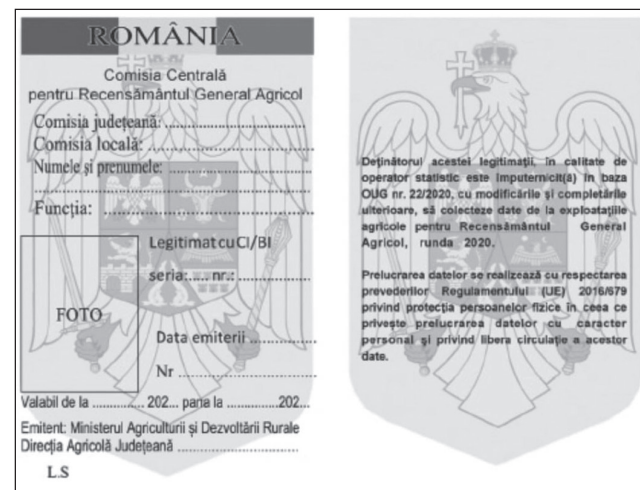 ROMÂNIA
Comisia Centrală
pentru Recensământul General Agricol
Comisia județeană: ..............................
Comisia locală: ..............................
Numele și prenumele: ..............................
..............................
Funcția: ..............................
Legitimat cu CI/BI
seria:..... nr.: ....................
FOTO
Data emiterii ..............
Nr ..............................
Valabil de la .............. 202... pana la ..............202...
Emitent: Ministerul Agriculturii și Dezvoltării Rurale
Direcția Agricolă Județeană ..............................
L.S
Deținătorul acestei legitimații, în calitate de
operator statistic este împuternicit(ă) în baza
OUG nr. 22/2020, cu modificările și completările
ulterioare, să colecteze date de la exploatațiile
agricole pentru Recensământul General
Agricol, runda 2020.
Prelucrarea datelor se realizează cu respectarea
prevederilor Regulamentului (UE) 2016/679
privind protecția persoanelor fizice în ceea ce
privește prelucrarea datelor cu caracter
personal și privind libera circulație a acestor
date.